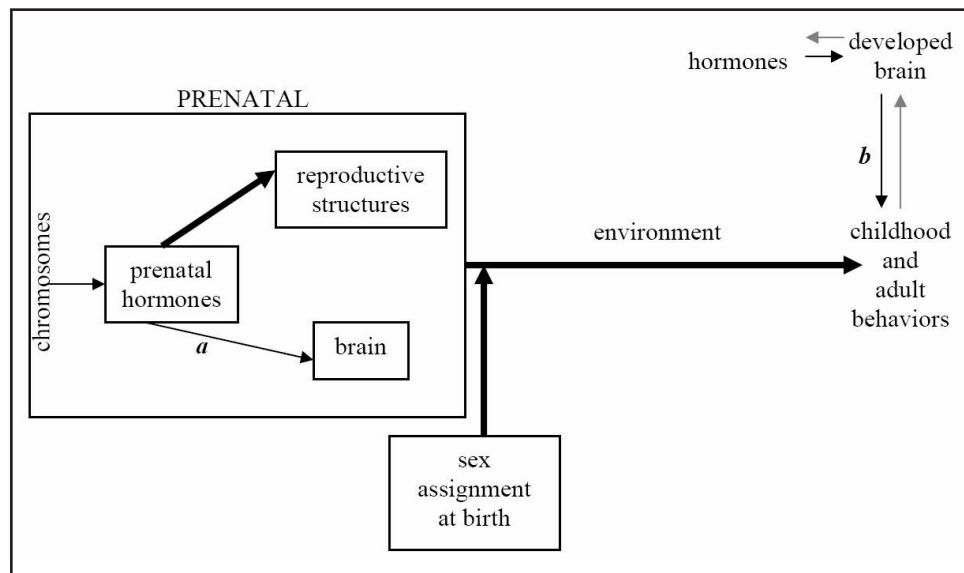 PRENATAL
chromosomes
reproductive
structures
prenatal
hormones
a
brain
sex
assignment
at birth
environment
hormones
developed
brain
b
childhood
and
adult
behaviors